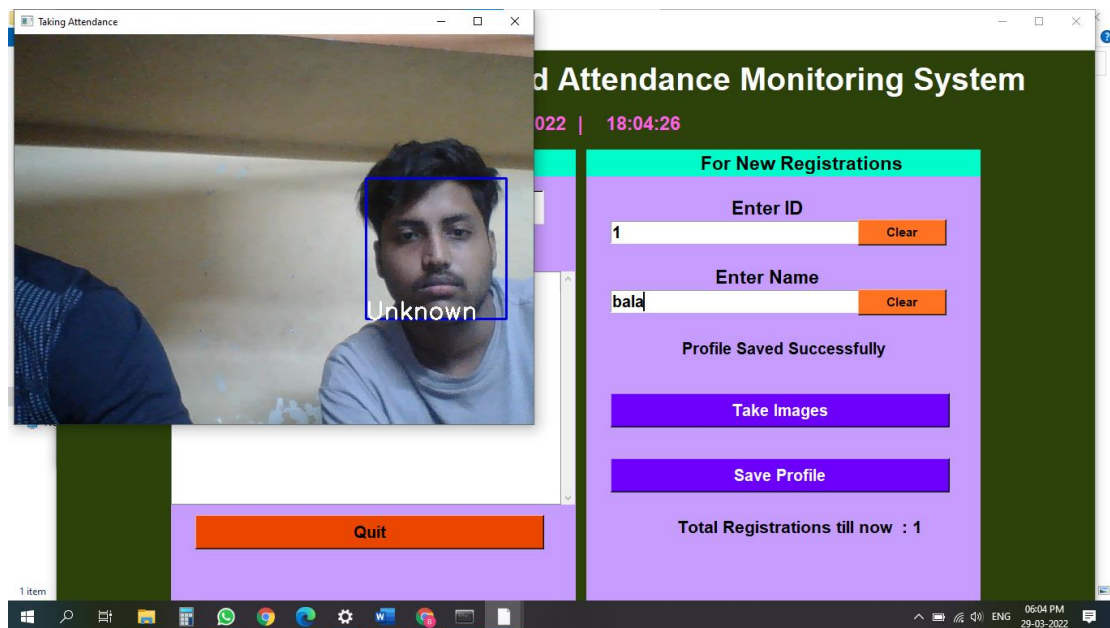 Taking Attendance
d Attendance Monitoring System
022 | 18:04:26
For New Registrations
Enter ID
1
Clear
Enter Name
bala
Clear
Unknown
Profile Saved Successfully
Take Images
Save Profile
Quit
Total Registrations till now : 1
1 item
ENG
06:04 PM
29-03-2022